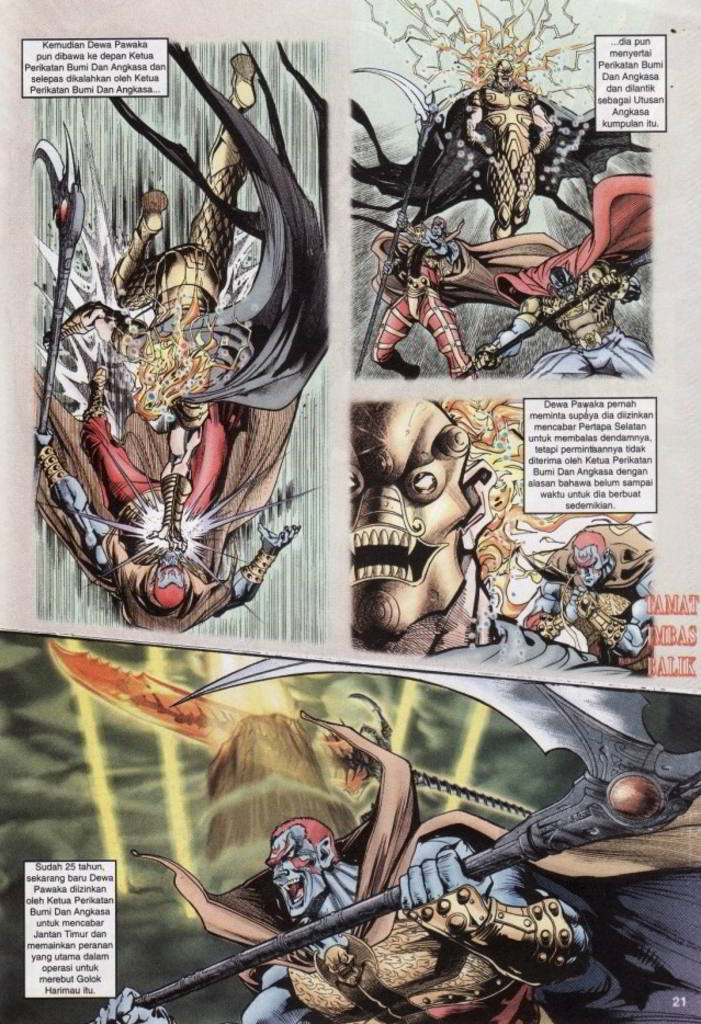 Kemudian Dewa Pawaka
pun dibawa ke depan Ketua
Perikatan Bumi Dan Angkasa dan
selepas dikalahkan oleh Ketua
Perikatan Bumi Dan Angkasa...
...dia pun
menyertai
Perikatan Bumi
Dan Angkasa
dan dilantik
sebagai Utusan
Angkasa
kumpulan itu.
Dewa Pawaka pernah
meminta supaya dia diizinkan
mencabar Pertapa Selatan
untuk membalas dendamnya,
tetapi permintaannya tidak
diterima oleh Ketua Perikatan
Bumi Dan Angkasa dengan
alasan bahawa belum sampai
waktu untuk dia berbuat
sedemikian.
TAMAT
IMBAS
BALIK
Sudah 25 tahun,
sekarang baru Dewa
Pawaka diizinkan
oleh Ketua Perikatan
Bumi Dan Angkasa
untuk mencabar
Jantan Timur dan
memainkan peranan
yang utama dalam
operasi untuk
merebut Golok
Harimau itu.
21